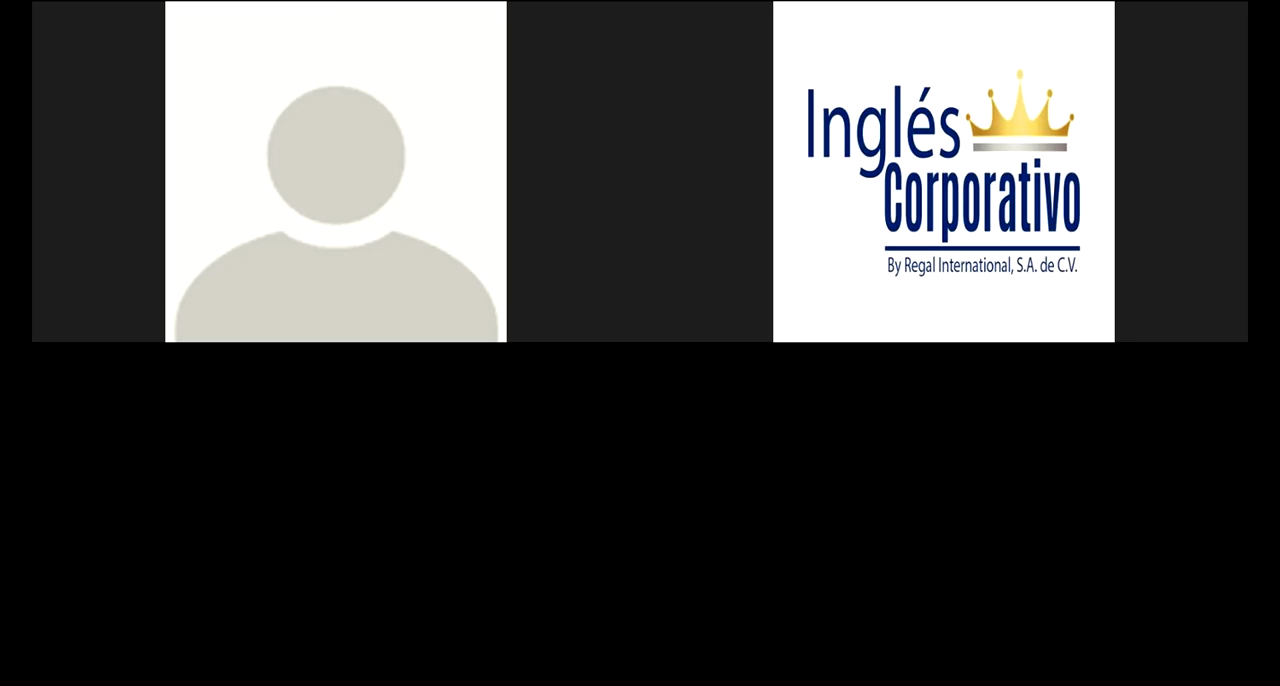 Inglés
Corporativo
By Regal International, S.A. de C.V.